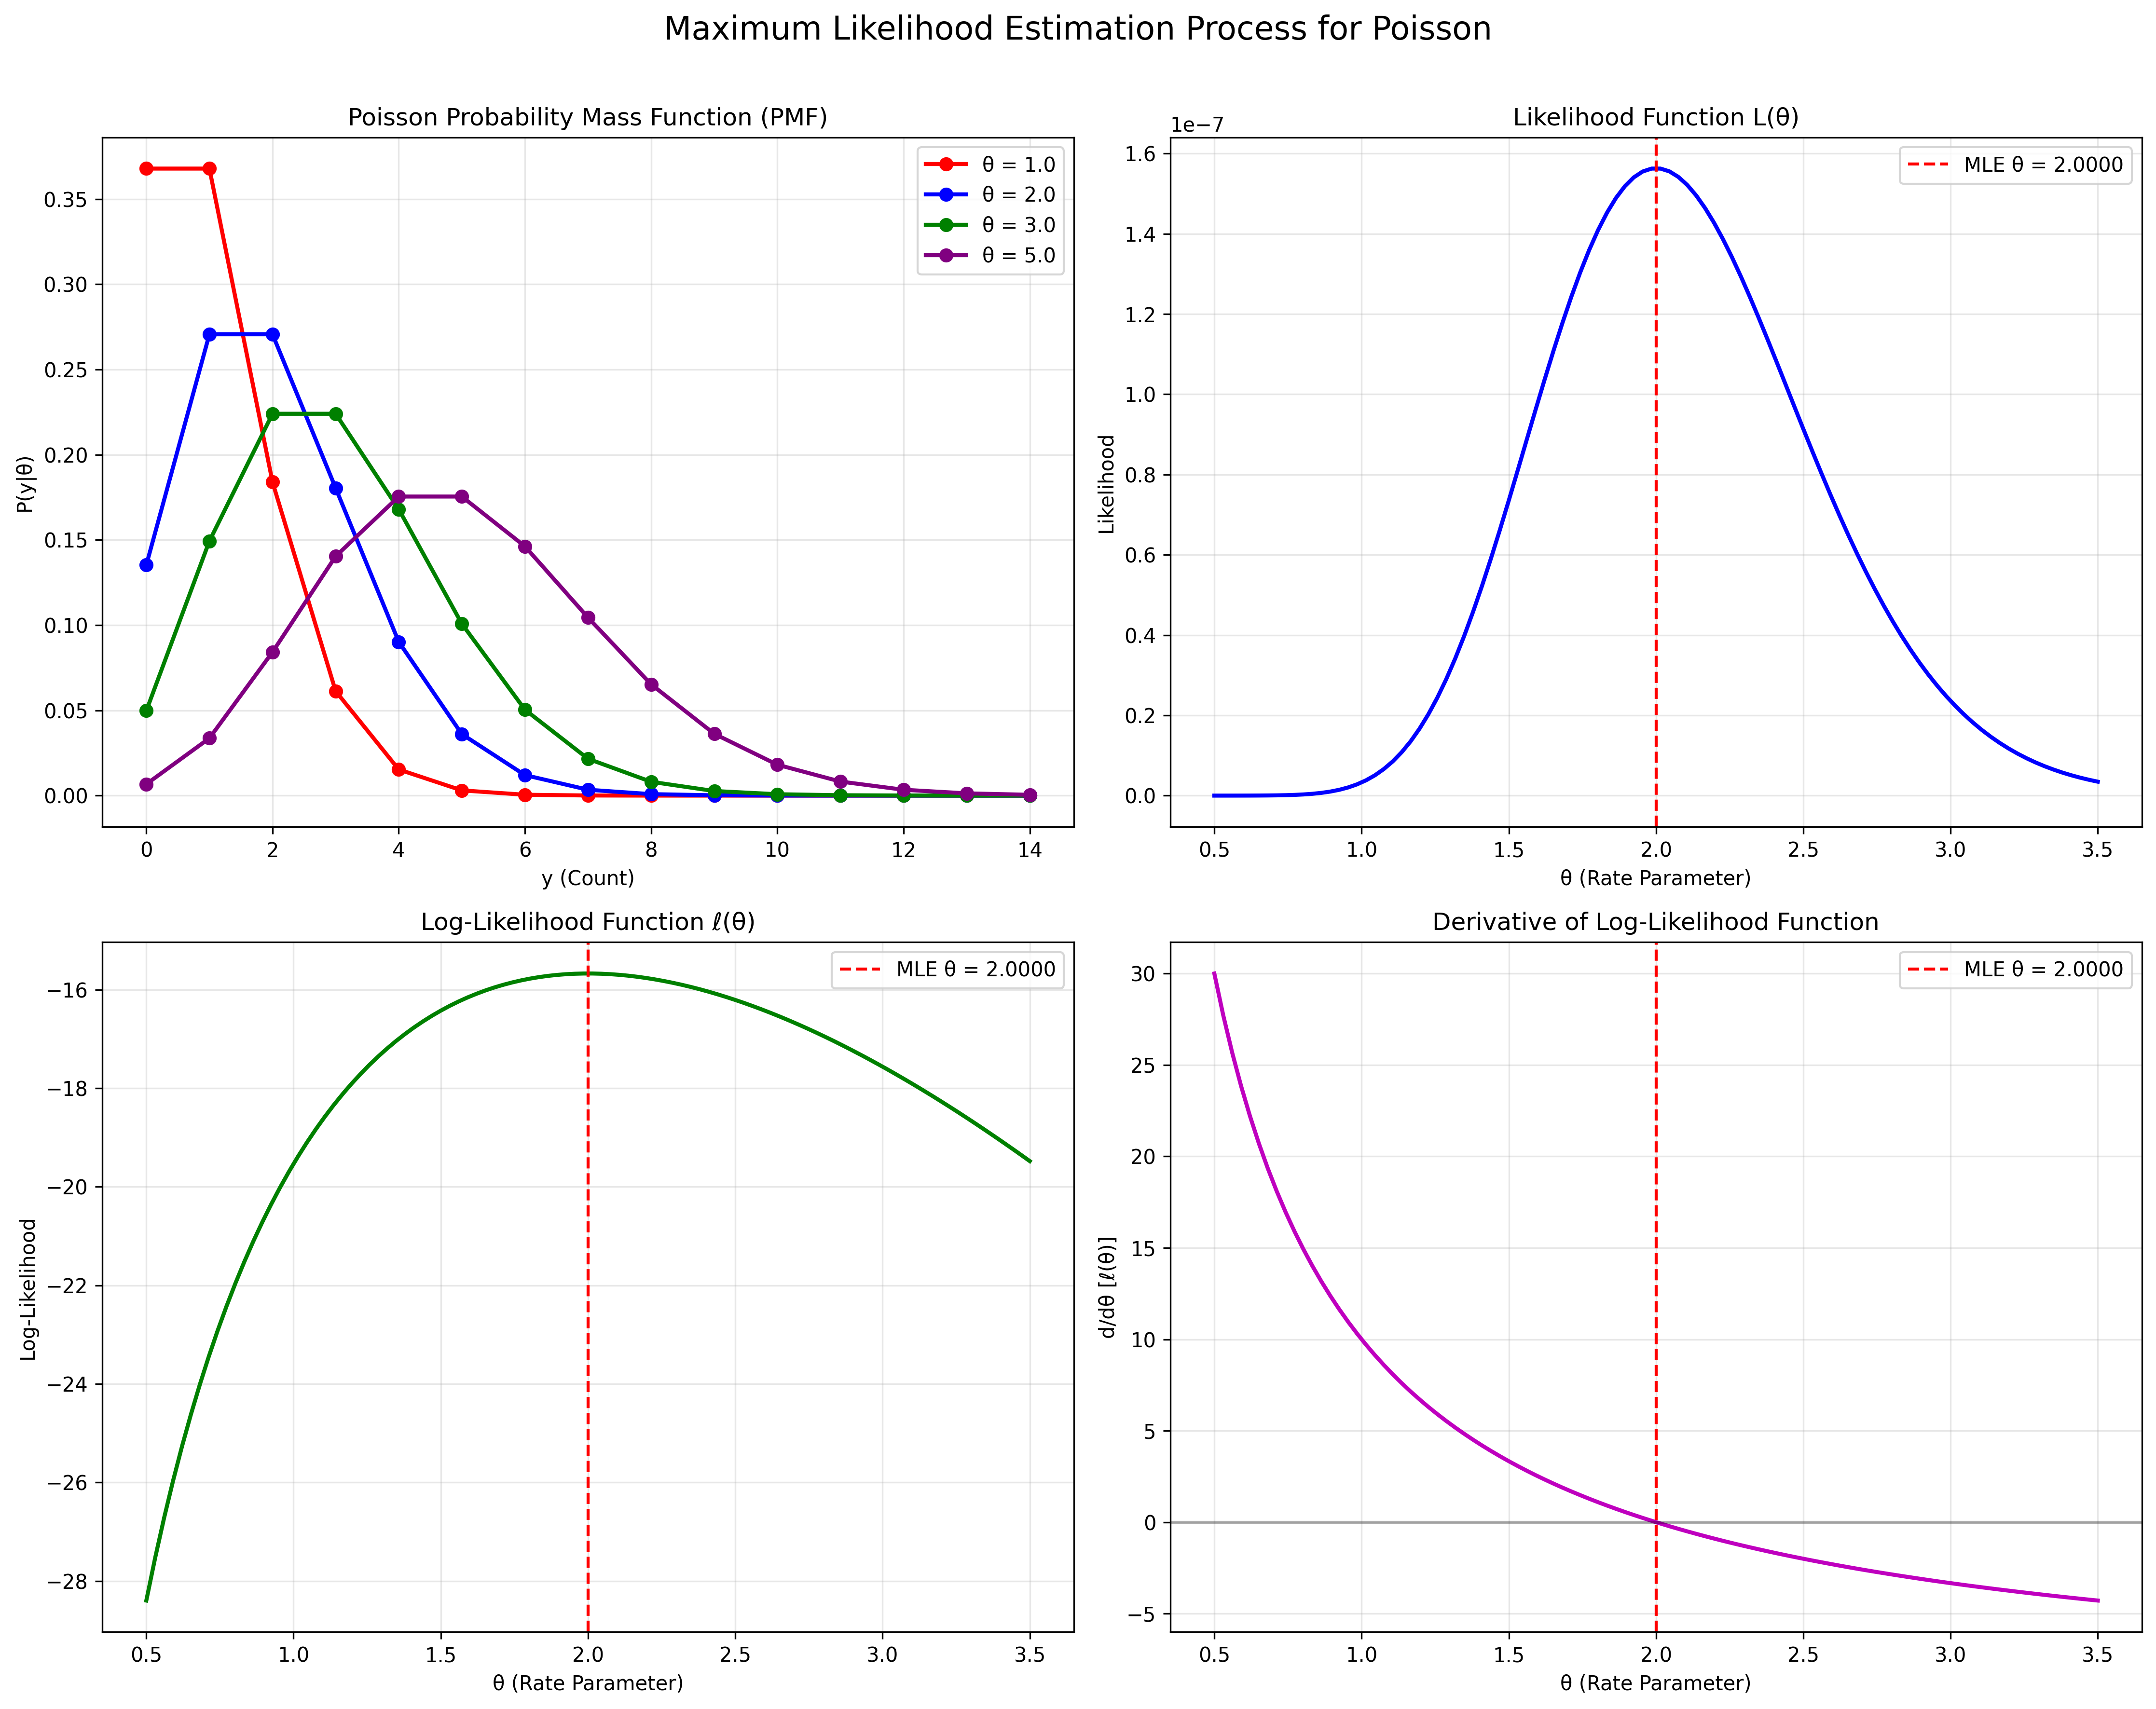 Maximum Likelihood Estimation Process for Poisson
Poisson Probability Mass Function (PMF)
P(y|θ)
0.35
0.30
0.25
0.20
0.15
0.10
0.05
0.00
θ = 1.0
θ = 2.0
θ = 3.0
θ = 5.0
0 2 4 6 8 10 12 14
y (Count)
Likelihood Function L(θ)
1e−7
Likelihood
1.6
1.4
1.2
1.0
0.8
0.6
0.4
0.2
0.0
MLE θ = 2.0000
0.5 1.0 1.5 2.0 2.5 3.0 3.5
θ (Rate Parameter)
Log-Likelihood Function ℓ(θ)
Log-Likelihood
−16
−18
−20
−22
−24
−26
−28
MLE θ = 2.0000
0.5 1.0 1.5 2.0 2.5 3.0 3.5
θ (Rate Parameter)
Derivative of Log-Likelihood Function
d/dθ [ℓ(θ)]
30
25
20
15
10
5
0
−5
MLE θ = 2.0000
0.5 1.0 1.5 2.0 2.5 3.0 3.5
θ (Rate Parameter)